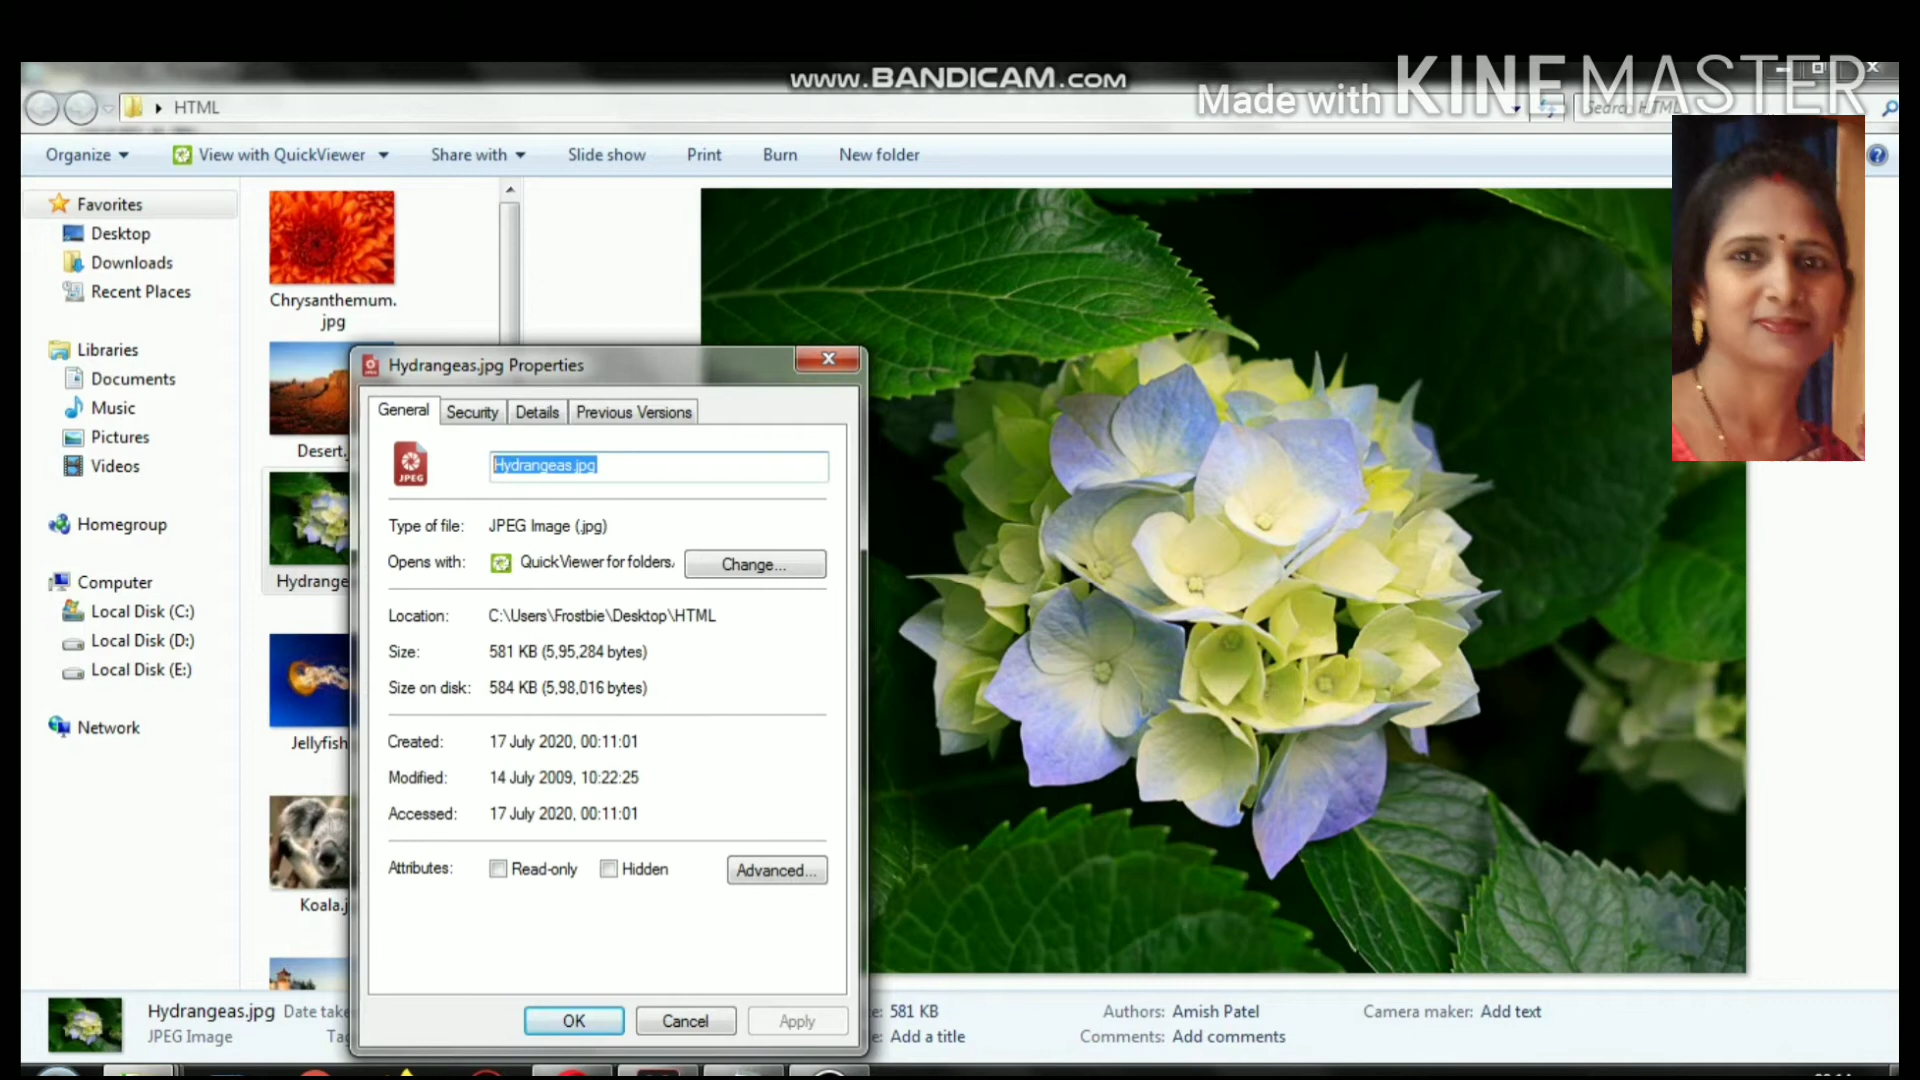 www.BANDICAM.com
Made with KINEMASTER
HTML
Search HTML
Organize
View with QuickViewer
Share with
Slide show
Print
Burn
New folder
Favorites
Desktop
Downloads
Recent Places
Libraries
Documents
Music
Pictures
Videos
Homegroup
Computer
Local Disk (C:)
Local Disk (D:)
Local Disk (E:)
Network
Chrysanthemum.
jpg
Desert.
Hydrange
Jellyfish
Koala.j
Hydrangeas.jpg Properties
General
Security
Details
Previous Versions
JPEG
Hydrangeas.jpg
Type of file: JPEG Image (.jpg)
Opens with: QuickViewer for folders,
Change...
Location: C:\Users\Frostbie\Desktop\HTML
Size: 581 KB (5,95,284 bytes)
Size on disk: 584 KB (5,98,016 bytes)
Created: 17 July 2020, 00:11:01
Modified: 14 July 2009, 10:22:25
Accessed: 17 July 2020, 00:11:01
Attributes: Read-only Hidden
Advanced...
OK
Cancel
Apply
Hydrangeas.jpg Date take
JPEG Image Tag
e: 581 KB
e: Add a title
Authors: Amish Patel
Comments: Add comments
Camera maker: Add text